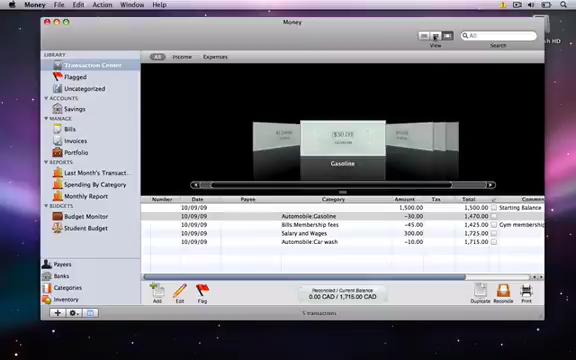 Money File Edit Action Window Help
Money
View
All
Search
All Income Expenses
LIBRARY
Transaction Center
Flagged
Uncategorized
ACCOUNTS
Savings
MANAGE
Bills
Invoices
Portfolio
REPORTS
Last Month's Transact...
Spending By Category
Monthly Report
BUDGETS
Budget Monitor
Student Budget
Payees
Banks
Categories
Inventory
($30.00)
Gasoline
Number Date Payee Category Amount Tax Total Comment
10/09/09 1,500.00 1,500.00 Starting Balance
10/09/09 Automobile:Gasoline -30.00 1,470.00
10/09/09 Bills:Membership fees -45.00 1,425.00 Gym membership
10/09/09 Salary and Wages 300.00 1,725.00
10/09/09 Automobile:Car wash -10.00 1,715.00
Add Edit Flag
Reconciled / Current Balance
0.00 CAD / 1,715.00 CAD
Duplicate Reconcile Print
5 transactions